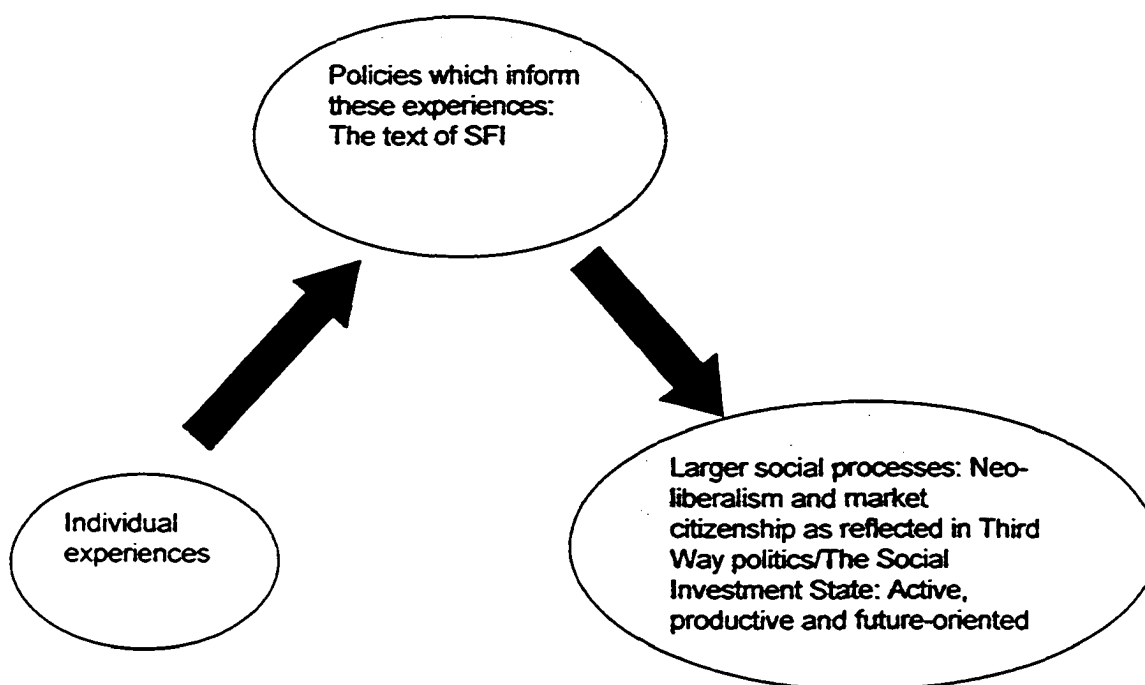 Policies which inform
these experiences:
The text of SFI
Individual
experiences
Larger social processes: Neo-
liberalism and market
citizenship as reflected in Third
Way politics/The Social
Investment State: Active,
productive and future-oriented